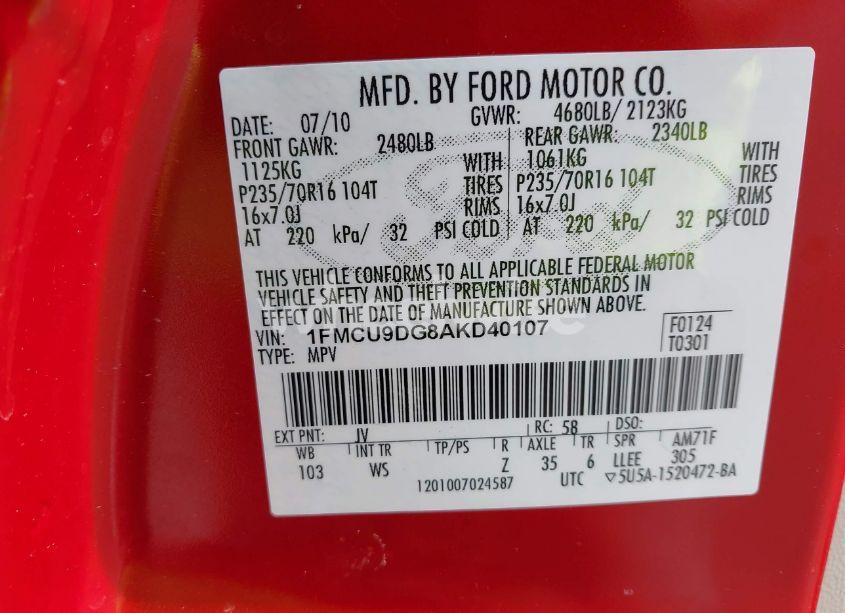 MFD. BY FORD MOTOR CO.
DATE: 07/10 GVWR: 4680LB/ 2123KG
FRONT GAWR: 2480LB REAR GAWR: 2340LB
1125KG WITH 1061KG WITH
P235/70R16 104T TIRES P235/70R16 104T TIRES
16x7.0J RIMS 16x7.0J RIMS
AT 220 kPa/ 32 PSI COLD AT 220 kPa/ 32 PSI COLD
THIS VEHICLE CONFORMS TO ALL APPLICABLE FEDERAL MOTOR
VEHICLE SAFETY AND THEFT PREVENTION STANDARDS IN
EFFECT ON THE DATE OF MANUFACTURE SHOWN ABOVE.
VIN: 1FMCU9DG8AKD40107 F0124
TYPE: MPV T0301
EXT PNT: JV RC: 58 DSO:
WB INT TR TP/PS R AXLE TR SPR AM71F
103 WS Z 35 6 LLEE 305
1201007024587 UTC ▽5U5A-1520472-BA